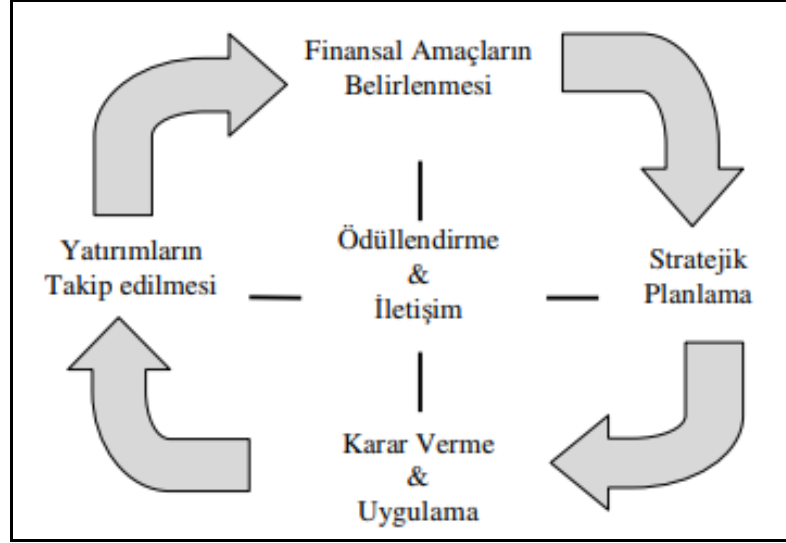 Finansal Amaçların
Belirlenmesi
Yatırımların
Takip edilmesi
Ödüllendirme
&
İletişim
Stratejik
Planlama
Karar Verme
&
Uygulama